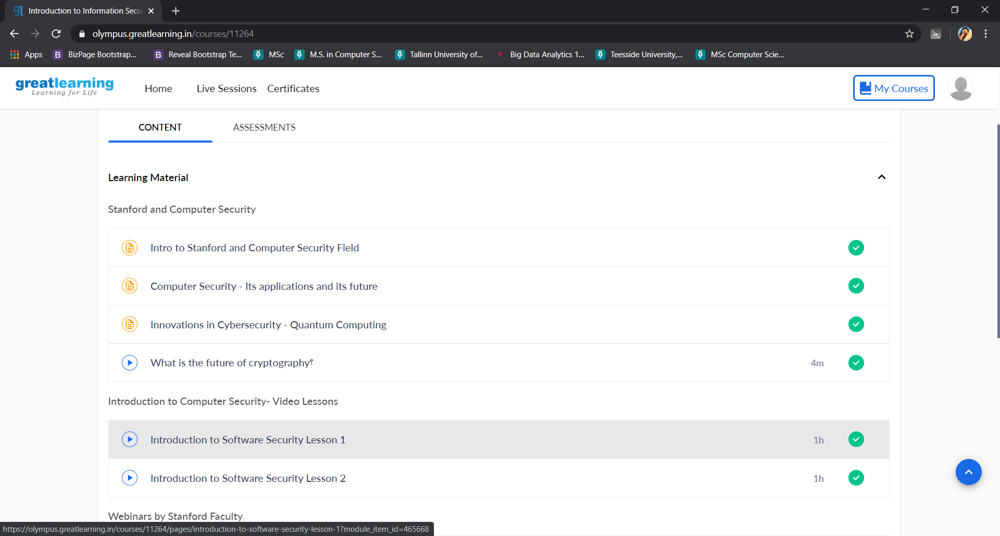 Introduction to Information Secu
olympus.greatlearning.in/courses/11264
Apps
BizPage Bootstrap...
Reveal Bootstrap Te...
MSc
M.S. in Computer S...
Tallinn University of...
Big Data Analytics 1...
Teesside University,...
MSc Computer Scie...
greatlearning
Learning for Life
Home
Live Sessions
Certificates
My Courses
CONTENT
ASSESSMENTS
Learning Material
Stanford and Computer Security
Intro to Stanford and Computer Security Field
Computer Security - Its applications and its future
Innovations in Cybersecurity - Quantum Computing
What is the future of cryptography؟
4m
Introduction to Computer Security- Video Lessons
Introduction to Software Security Lesson 1
1h
Introduction to Software Security Lesson 2
1h
Webinars by Stanford Faculty
https://olympus.greatlearning.in/courses/11264/pages/introduction-to-software-security-lesson-1?module_item_id=465668